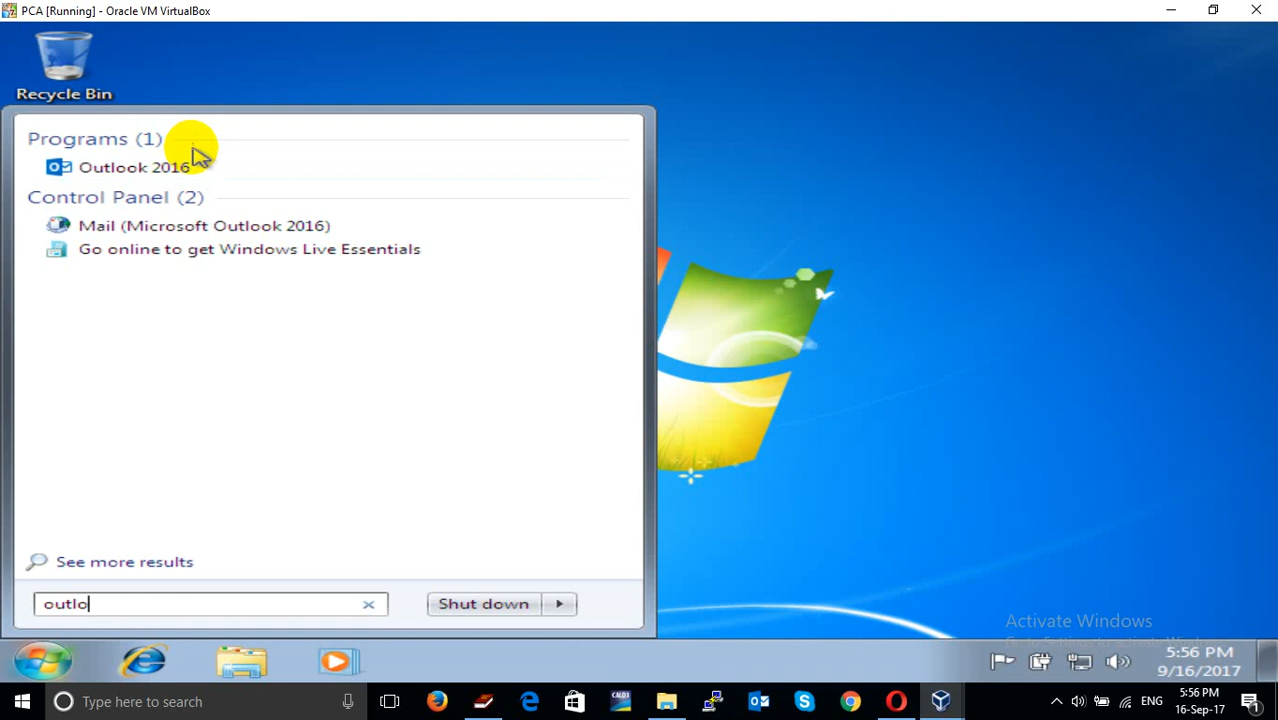 PCA [Running] - Oracle VM VirtualBox
Recycle Bin
Programs (1)
Outlook 2016
Control Panel (2)
Mail (Microsoft Outlook 2016)
Go online to get Windows Live Essentials
See more results
outlo
Shut down
Activate Windows
5:56 PM
9/16/2017
Type here to search
CALDJ
ENG
5:56 PM
16-Sep-17
1